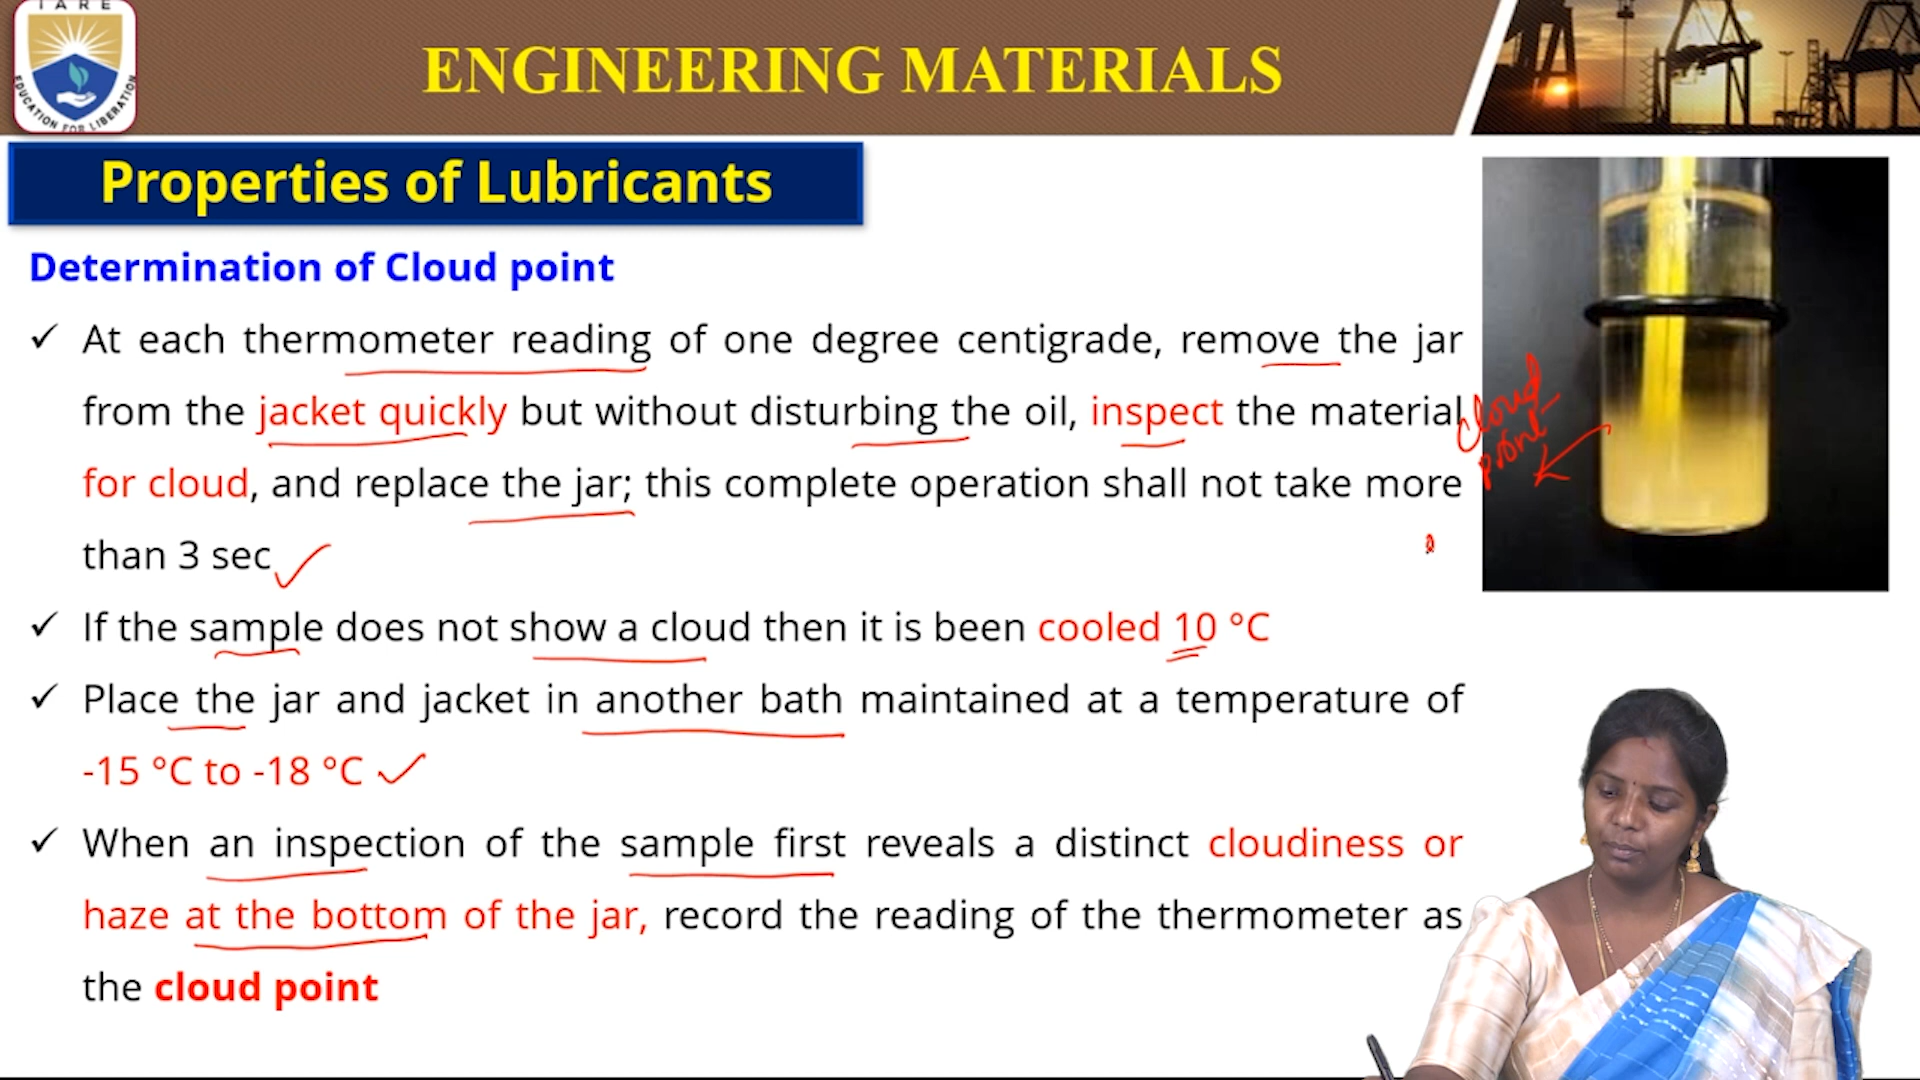 IARE
EDUCATION FOR LIBERATION
ENGINEERING MATERIALS
Properties of Lubricants
Determination of Cloud point
✓ At each thermometer reading of one degree centigrade, remove the jar
from the jacket quickly but without disturbing the oil, inspect the material
for cloud, and replace the jar; this complete operation shall not take more
than 3 sec
✓ If the sample does not show a cloud then it is been cooled 10 °C
✓ Place the jar and jacket in another bath maintained at a temperature of
-15 °C to -18 °C
✓ When an inspection of the sample first reveals a distinct cloudiness or
haze at the bottom of the jar, record the reading of the thermometer as
the cloud point
cloud
point